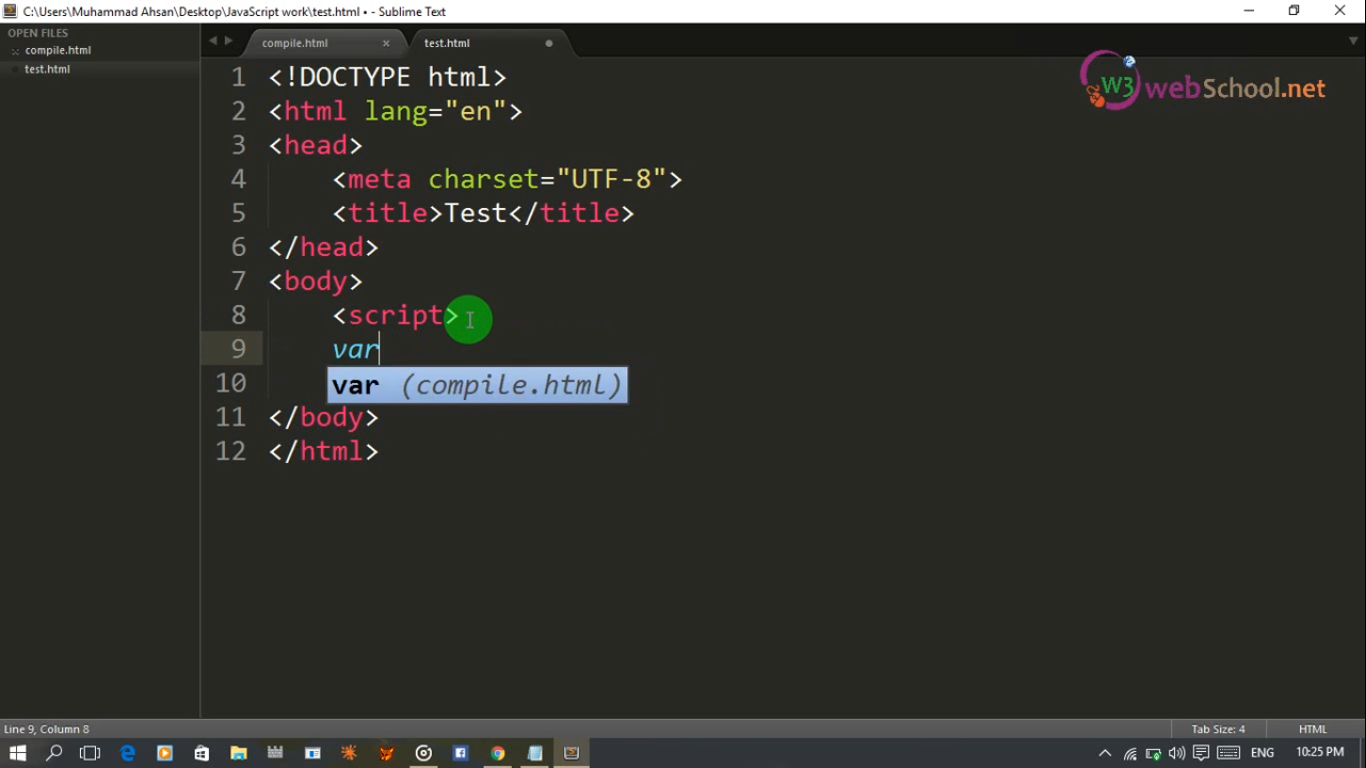 C:\Users\Muhammad Ahsan\Desktop\JavaScript work\test.html • - Sublime Text
OPEN FILES
compile.html
test.html
compile.html
test.html
W3 webSchool.net
1 <!DOCTYPE html>
2 <html lang="en">
3 <head>
4 <meta charset="UTF-8">
5 <title>Test</title>
6 </head>
7 <body>
8 <script>
9 var
10
var (compile.html)
11 </body>
12 </html>
Line 9, Column 8
Tab Size: 4
HTML
ENG
10:25 PM